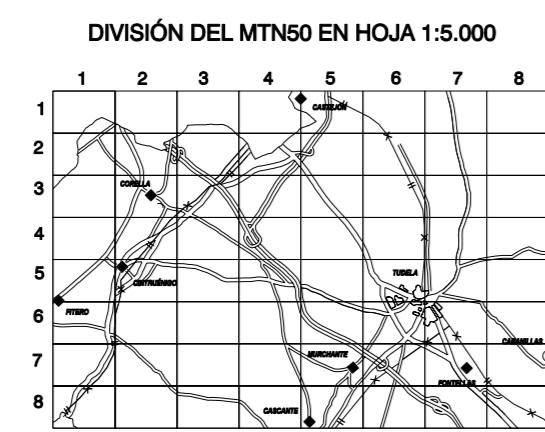 DIVISIÓN DEL MTN50 EN HOJA 1:5.000
1 2 3 4 5 6 7 8
1
CASTEJÓN
2
3
CORELLA
4
5
CINTRUÉNIGO
TUDELA
6
FITERO
CABANILLAS
7
MURCHANTE
FONTELLAS
8
CASCANTE